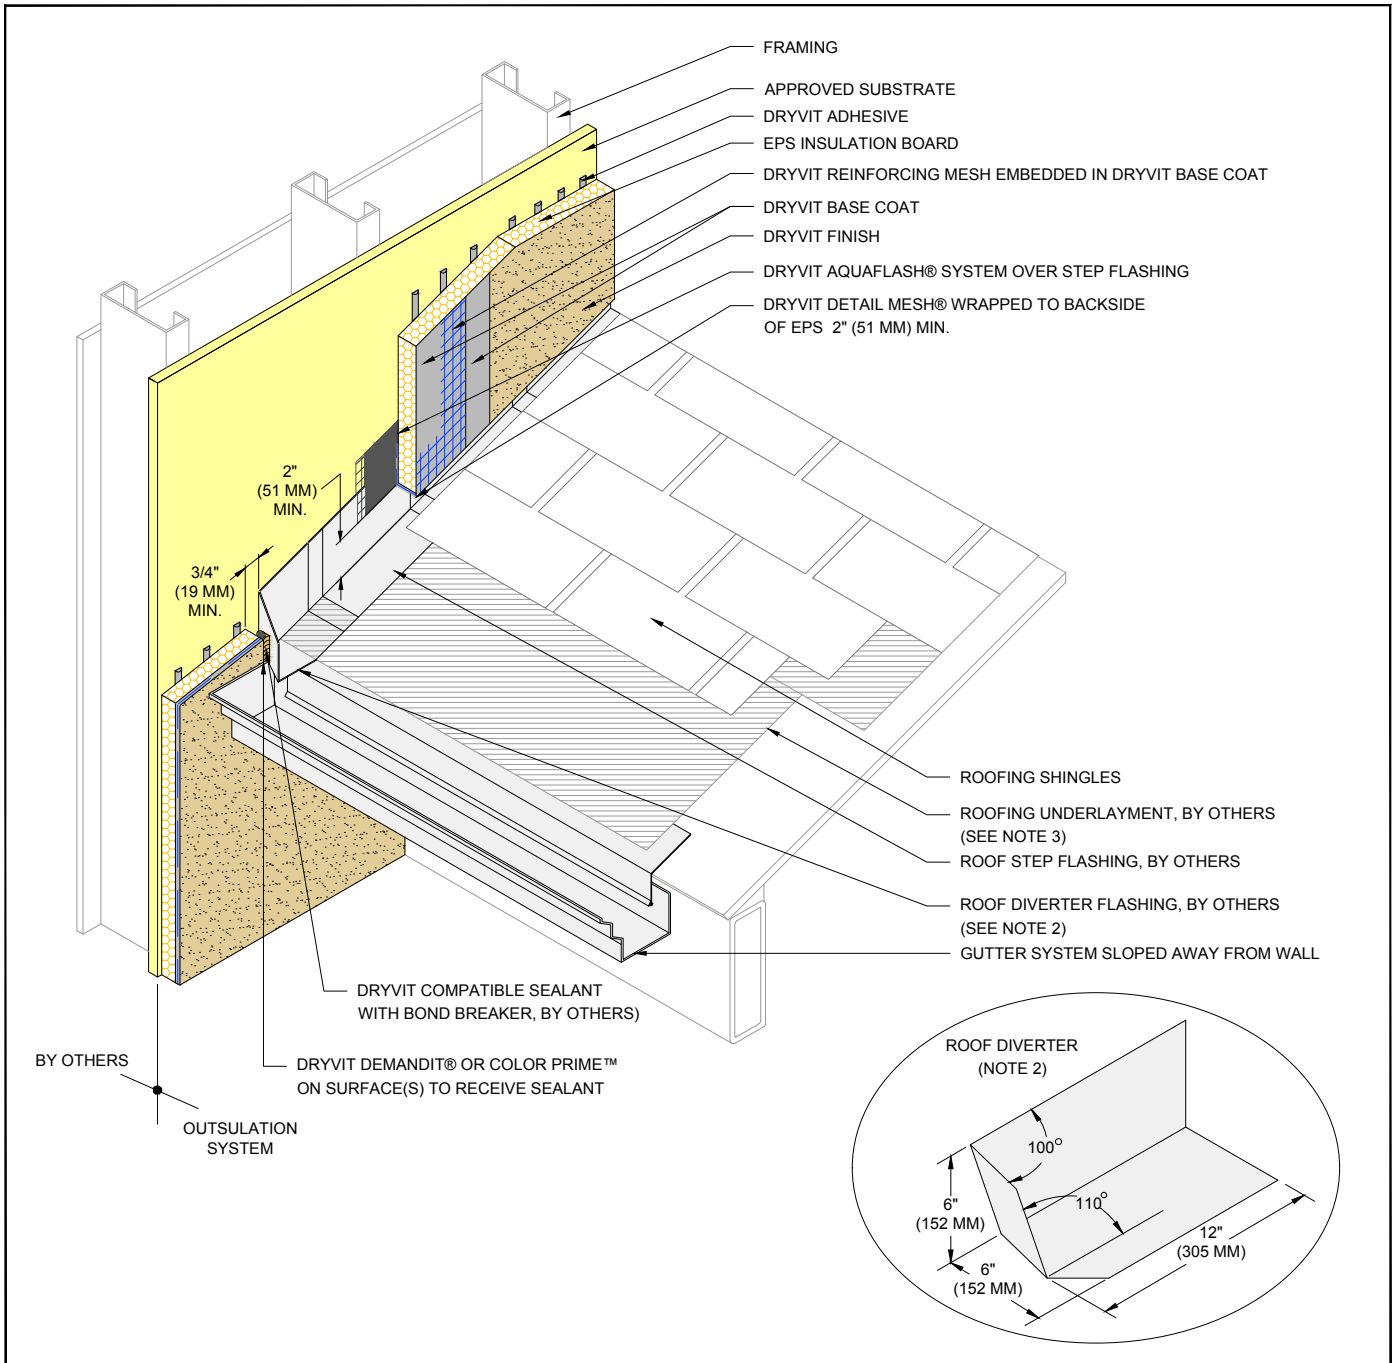 FRAMING
APPROVED SUBSTRATE
DRYVIT ADHESIVE
EPS INSULATION BOARD
DRYVIT REINFORCING MESH EMBEDDED IN DRYVIT BASE COAT
DRYVIT BASE COAT
DRYVIT FINISH
DRYVIT AQUAFLASH® SYSTEM OVER STEP FLASHING
DRYVIT DETAIL MESH® WRAPPED TO BACKSIDE
OF EPS 2" (51 MM) MIN.
2"
(51 MM)
MIN.
3/4"
(19 MM)
MIN.
ROOFING SHINGLES
ROOFING UNDERLAYMENT, BY OTHERS
(SEE NOTE 3)
ROOF STEP FLASHING, BY OTHERS
ROOF DIVERTER FLASHING, BY OTHERS
(SEE NOTE 2)
GUTTER SYSTEM SLOPED AWAY FROM WALL
DRYVIT COMPATIBLE SEALANT
WITH BOND BREAKER, BY OTHERS)
DRYVIT DEMANDIT® OR COLOR PRIME™
ON SURFACE(S) TO RECEIVE SEALANT
BY OTHERS
OUTSULATION
SYSTEM
ROOF DIVERTER
(NOTE 2)
100°
110°
6"
(152 MM)
6"
(152 MM)
12"
(305 MM)